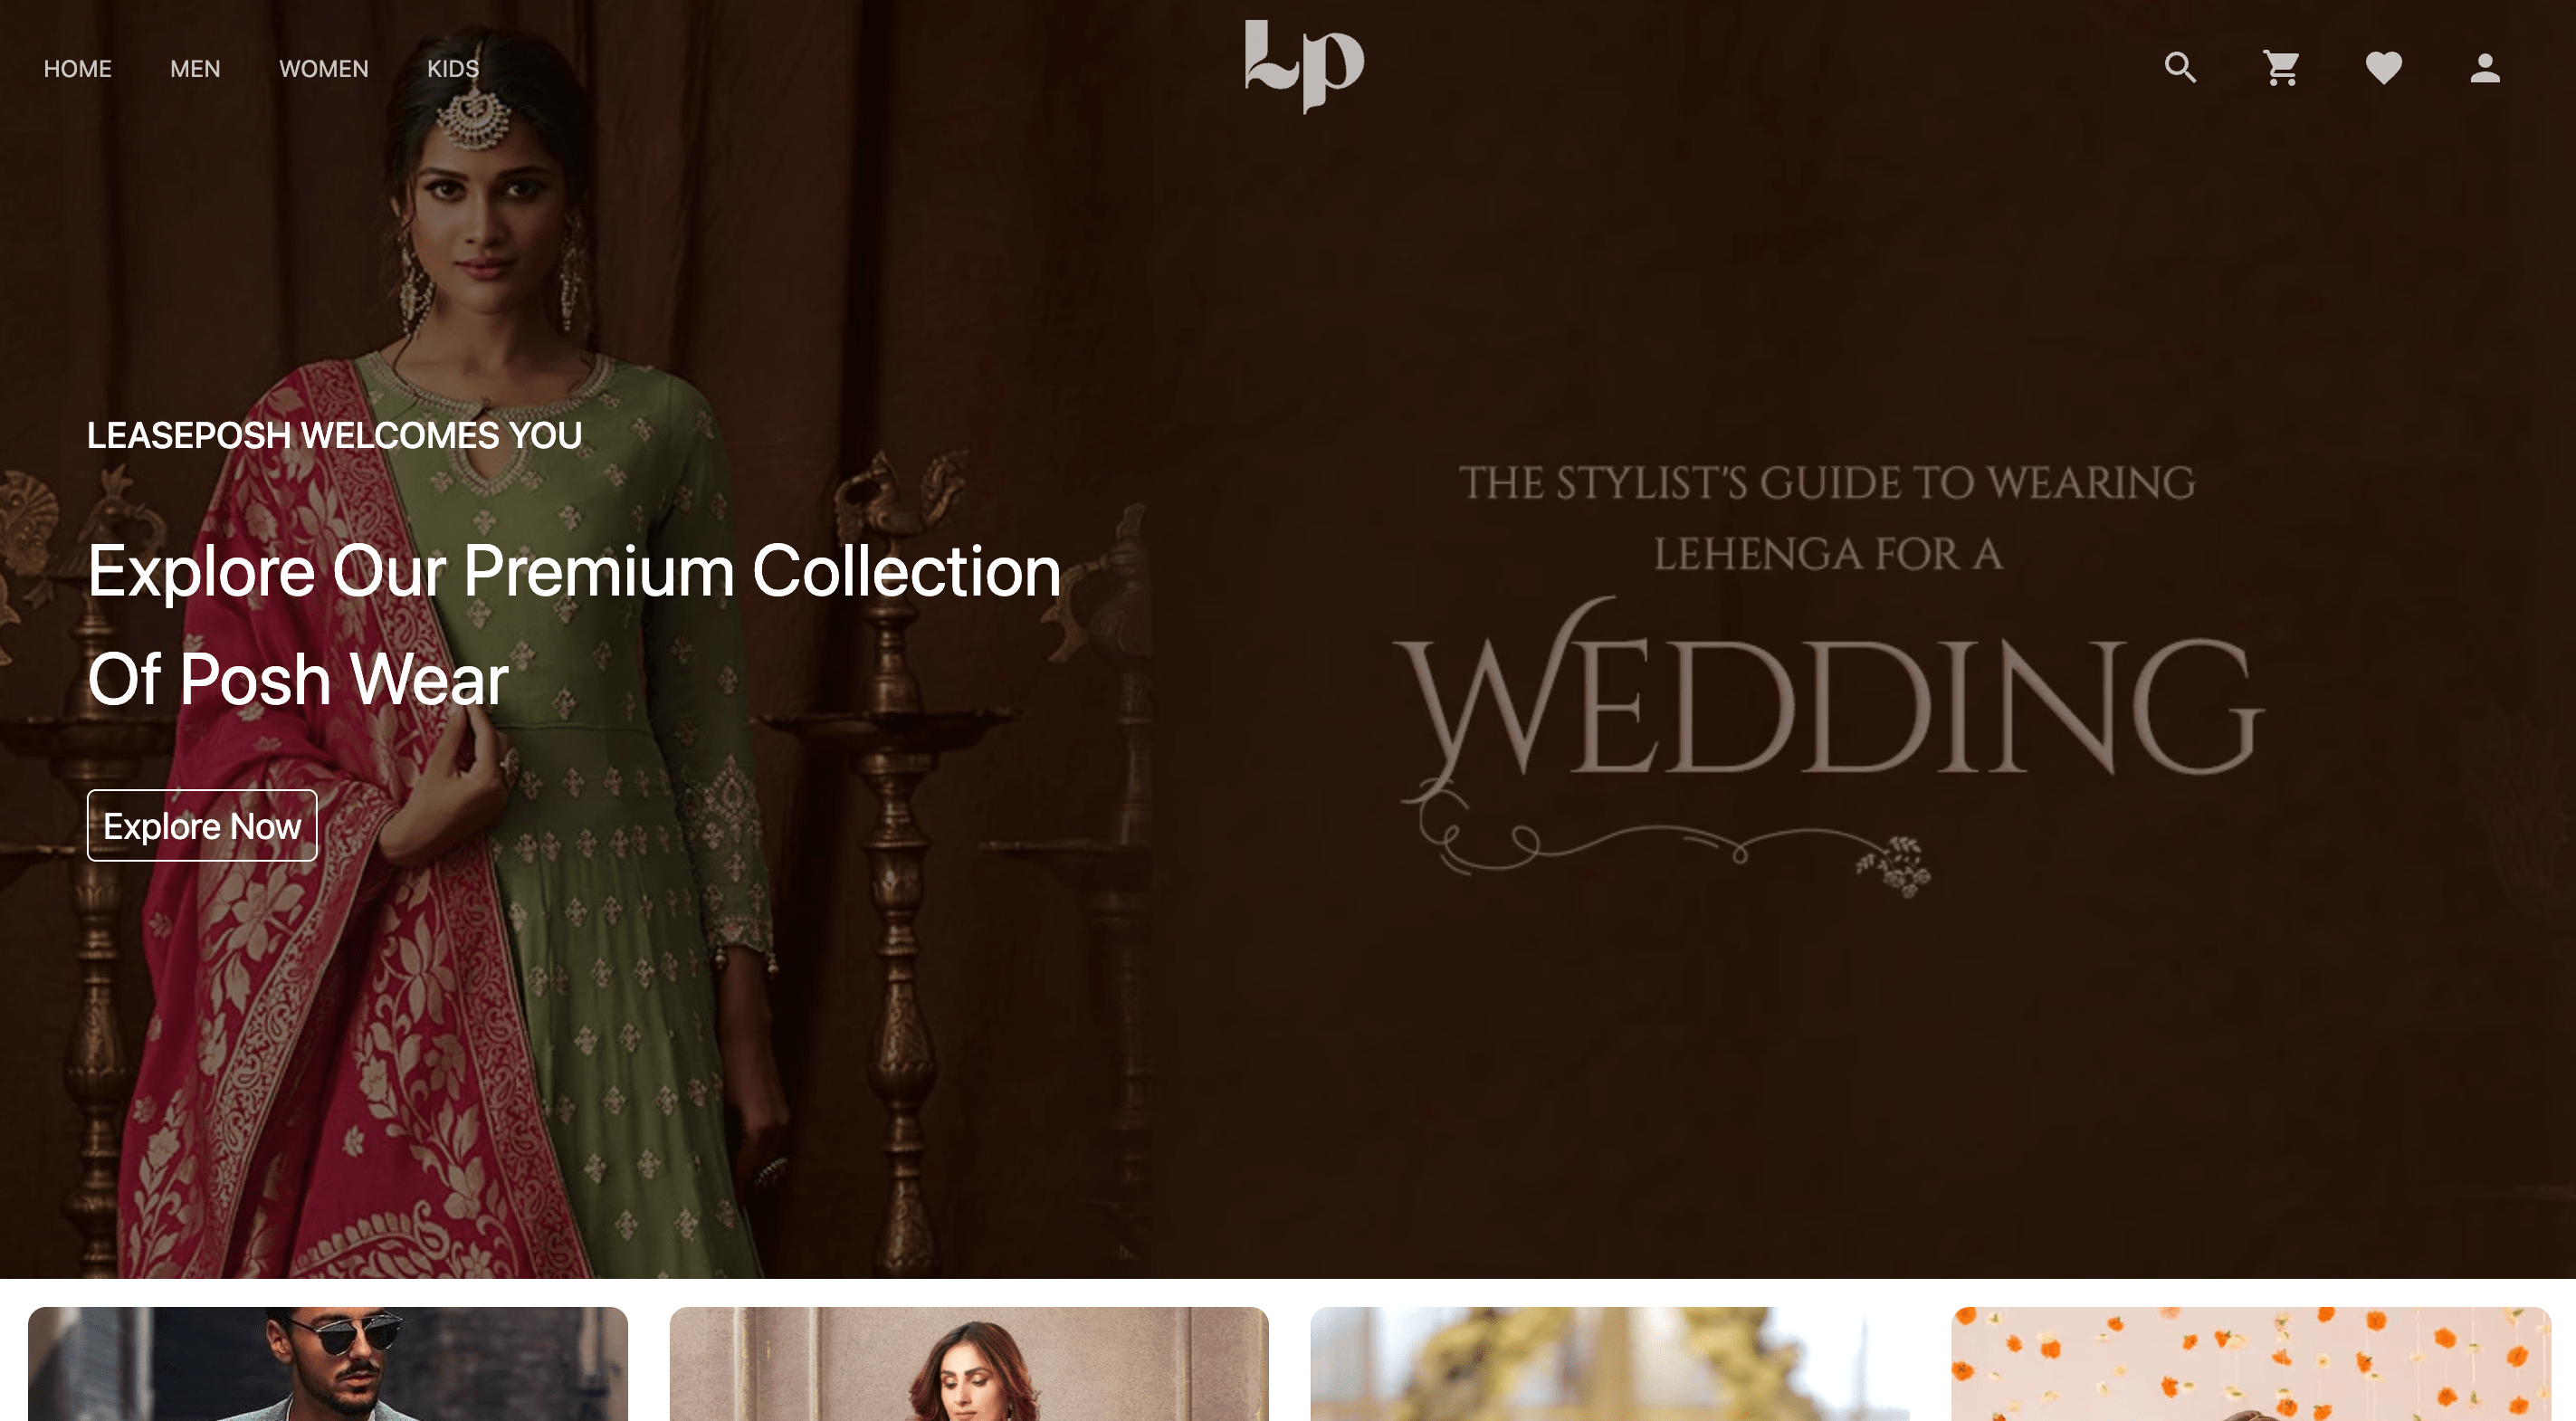 HOME MEN WOMEN KIDS
Lp
LEASEPOSH WELCOMES YOU
Explore Our Premium Collection
Of Posh Wear
Explore Now
THE STYLIST'S GUIDE TO WEARING
LEHENGA FOR A
WEDDING